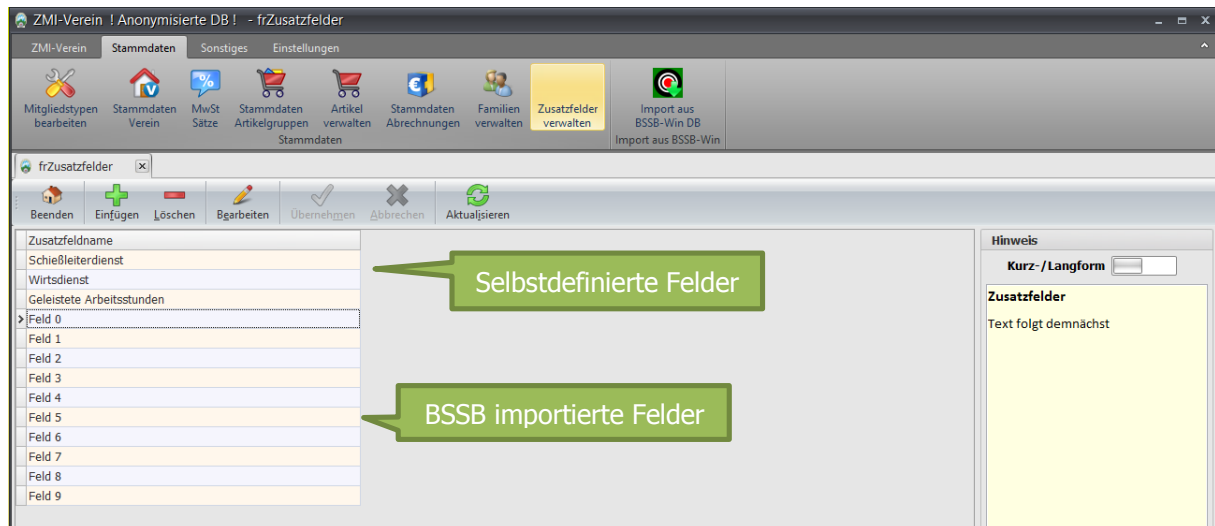 ZMI-Verein ! Anonymisierte DB ! - frZusatzfelder
ZMI-Verein Stammdaten Sonstiges Einstellungen
Mitgliedstypen bearbeiten
Stammdaten Verein
MwSt Sätze
Stammdaten Artikelgruppen
Artikel verwalten
Stammdaten Abrechnungen
Familien verwalten
Zusatzfelder verwalten
Import aus BSSB-Win DB
Stammdaten
Import aus BSSB-Win
frZusatzfelder
Beenden Einfügen Löschen Bearbeiten Übernehmen Abbrechen Aktualisieren
Zusatzfeldname
Schießleiterdienst
Wirtsdienst
Geleistete Arbeitsstunden
Feld 0
Feld 1
Feld 2
Feld 3
Feld 4
Feld 5
Feld 6
Feld 7
Feld 8
Feld 9
Selbstdefinierte Felder
BSSB importierte Felder
Hinweis
Kurz-/Langform
Zusatzfelder
Text folgt demnächst